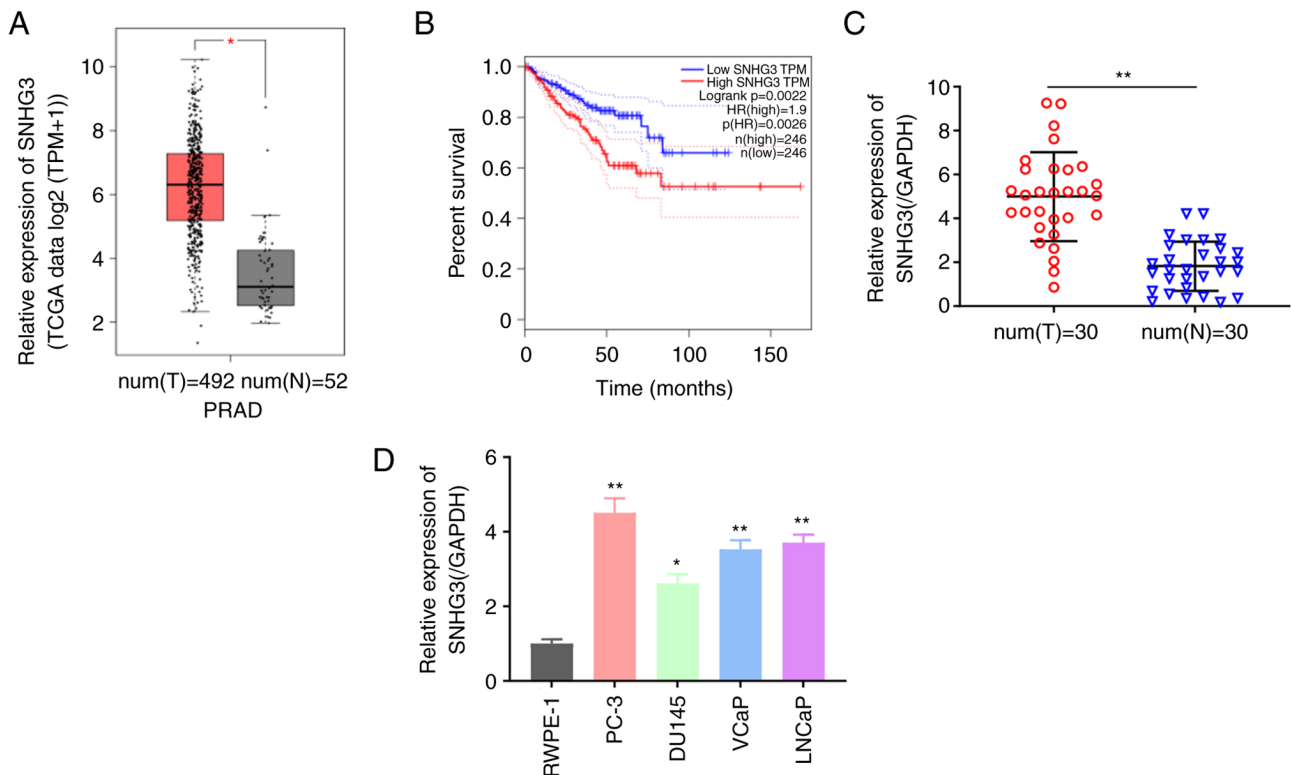 A
Relative expression of SNHG3
(TCGA data log2 (TPM+1))
10
8
6
4
2
*
num(T)=492 num(N)=52
PRAD
B
Percent survival
1.0
0.8
0.6
0.4
0.2
0
Low SNHG3 TPM
High SNHG3 TPM
Logrank p=0.0022
HR(high)=1.9
p(HR)=0.0026
n(high)=246
n(low)=246
0 50 100 150
Time (months)
C
Relative expression of
SNHG3(/GAPDH)
10
8
6
4
2
0
**
num(T)=30 num(N)=30
D
Relative expression of
SNHG3(/GAPDH)
6
4
2
0
** * ** **
RWPE-1 PC-3 DU145 VCaP LNCaP